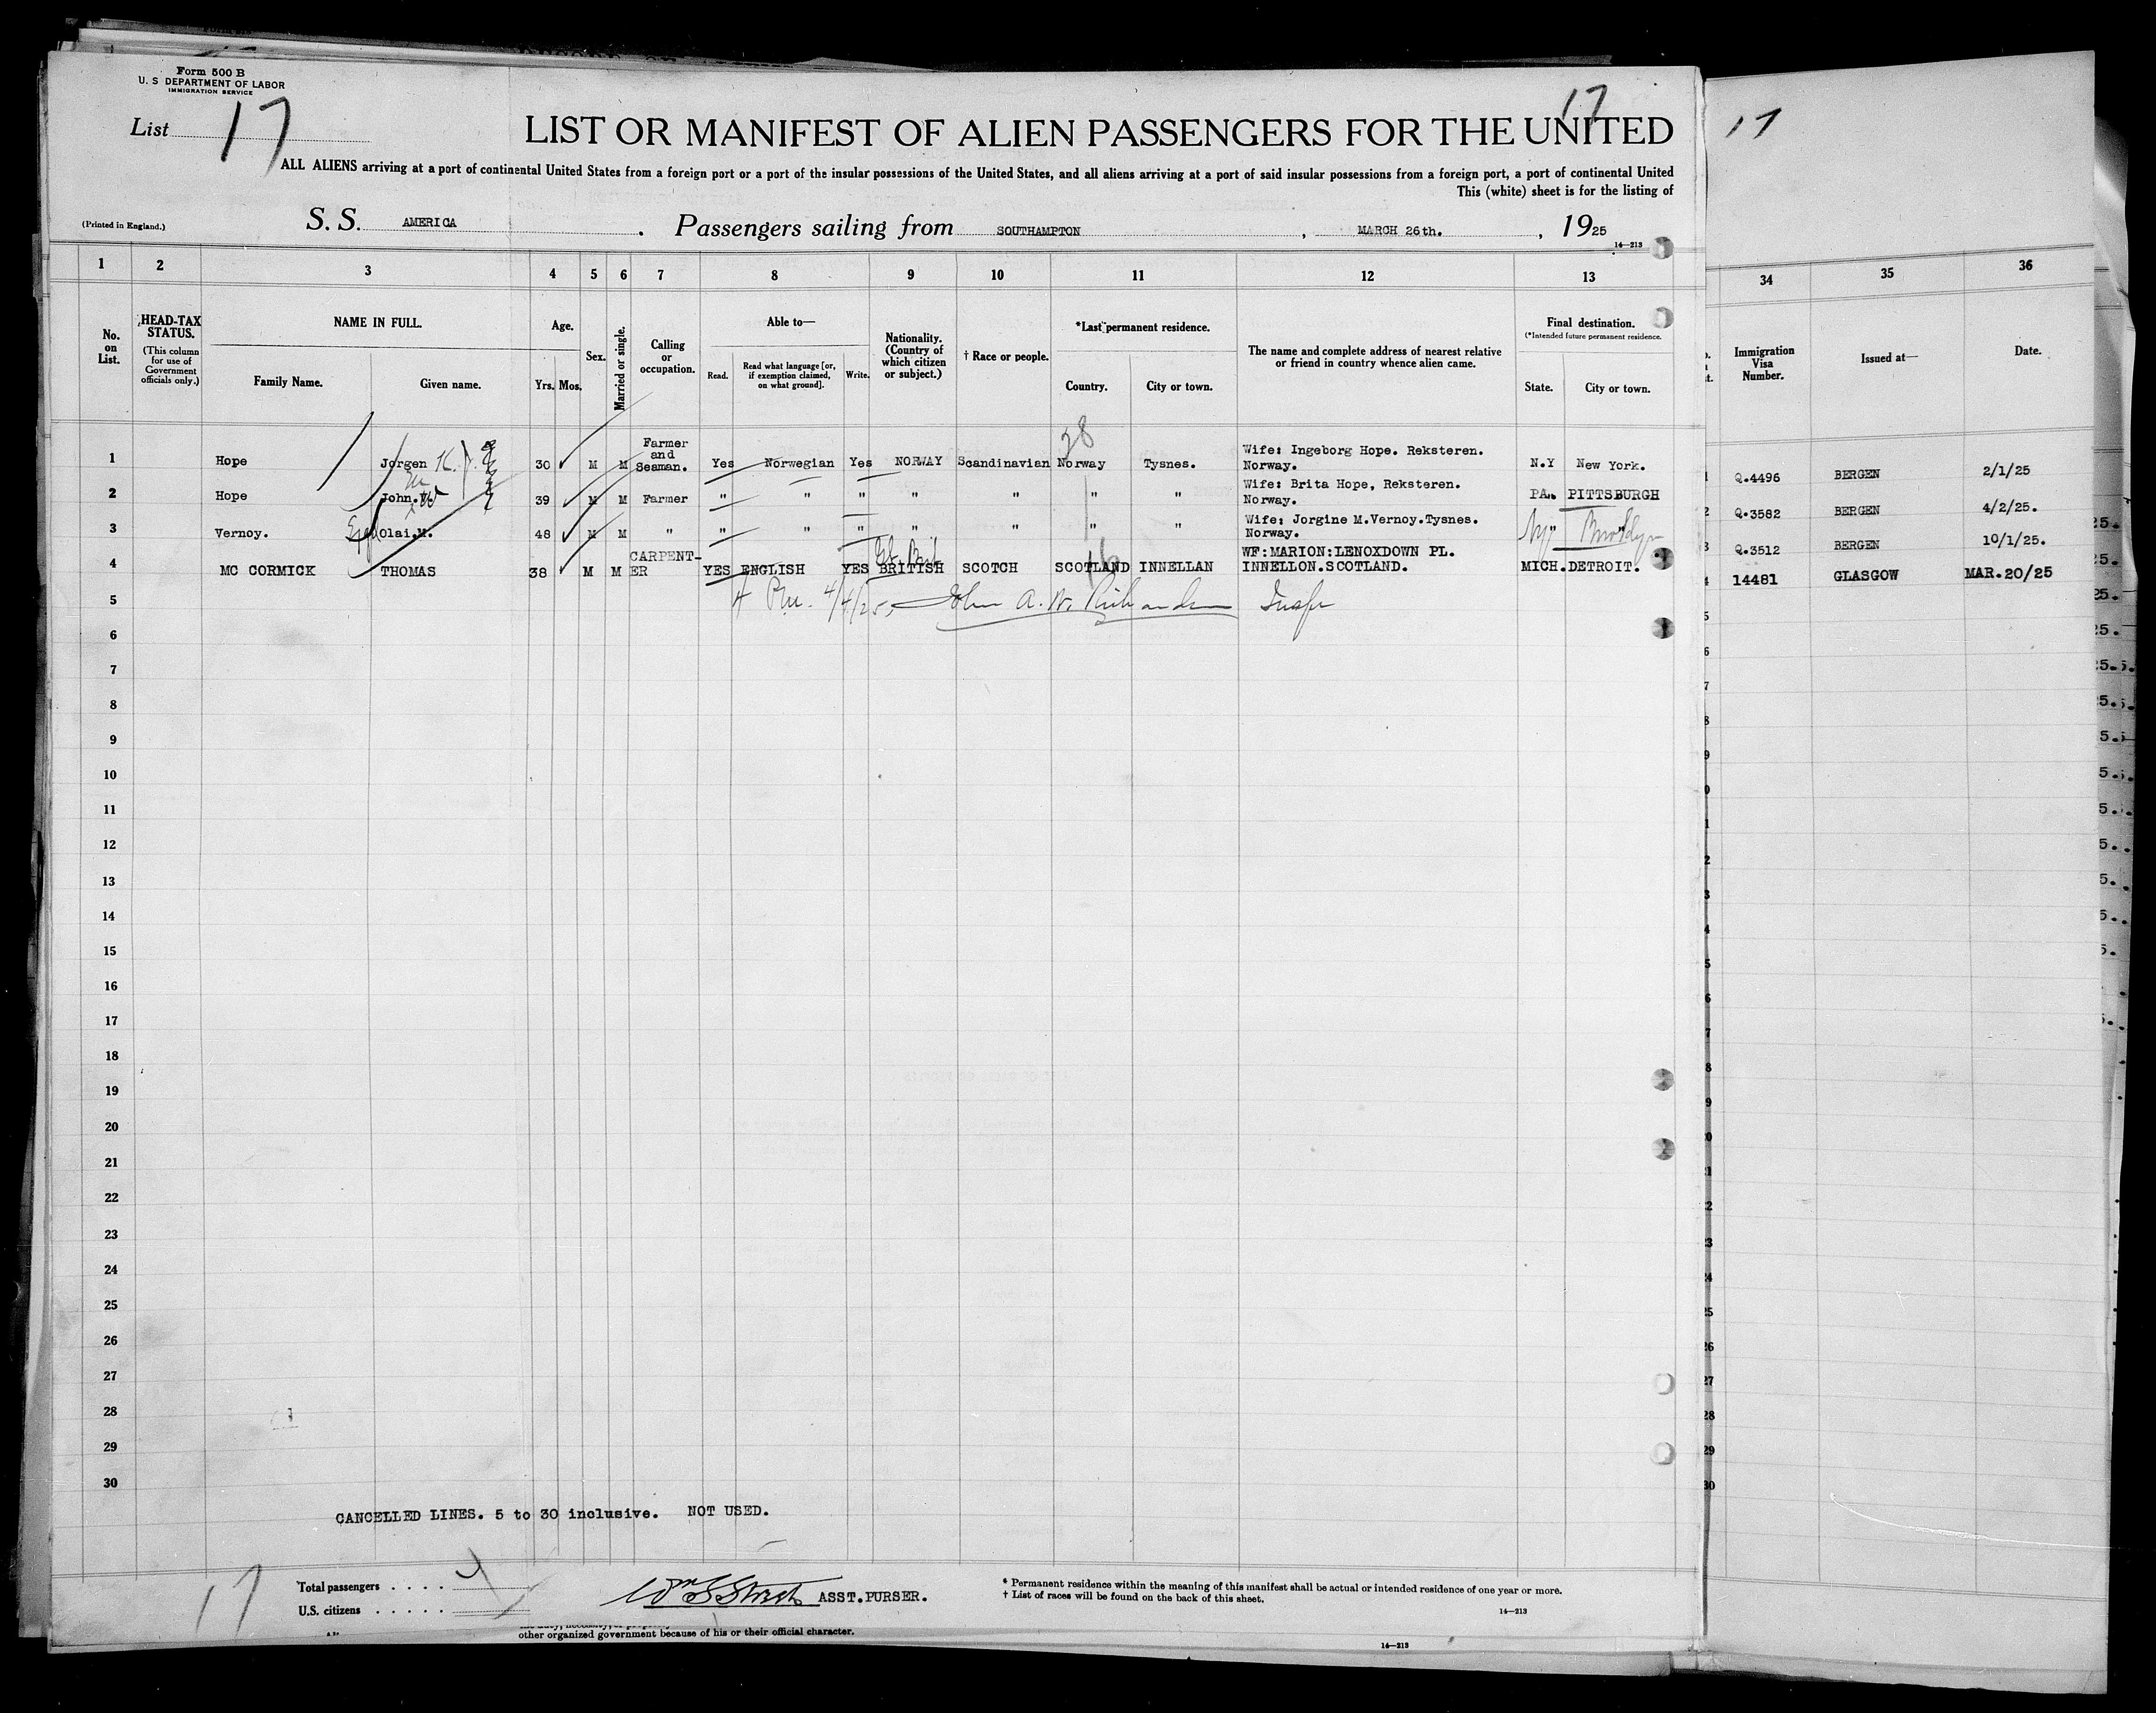 Form 500 B
U. S DEPARTMENT OF LABOR
IMMIGRATION SERVICE
List 17
17
17
LIST OR MANIFEST OF ALIEN PASSENGERS FOR THE UNITED
ALL ALIENS arriving at a port of continental United States from a foreign port or a port of the insular possessions of the United States, and all aliens arriving at a port of said insular possessions from a foreign port, a port of continental United
This (white) sheet is for the listing of
(Printed in England.)
S. S. AMERICA. Passengers sailing from SOUTHAMPTON, MARCH 26th., 1925
14—213
1 2 3 4 5 6 7 8 9 10 11 12 13 34 35 36
No. on List.
HEAD-TAX STATUS.
(This column for use of Government officials only.)
NAME IN FULL.
Family Name. Given name.
Age.
Yrs. Mos.
Sex.
Married or single.
Calling or occupation.
Able to—
Read. Read what language [or, if exemption claimed, on what ground]. Write.
Nationality. (Country of which citizen or subject.)
† Race or people.
*Last permanent residence.
Country. City or town.
The name and complete address of nearest relative or friend in country whence alien came.
Final destination.
(*Intended future permanent residence.
State. City or town.
Immigration Visa Number.
Issued at—
Date.
28
1 Hope Jorgen K. 30 M M Farmer and Seaman. Yes Norwegian Yes NORWAY Scandinavian Norway Tysnes. Wife: Ingeborg Hope. Reksteren. Norway. N.Y New York. Q.4496 BERGEN 2/1/25
2 Hope John. W 39 M M Farmer " " " " " " " Wife: Brita Hope, Reksteren. Norway. PA. PITTSBURGH Q.3582 BERGEN 4/2/25.
3 Vernoy. Olai.M. 48 M M " " " " " " " " Wife: Jorgine M.Vernoy.Tysnes. Norway. NY Brooklyn Q.3512 BERGEN 10/1/25.
Gt. Brit
4 MC CORMICK THOMAS 38 M M CARPENT-ER YES ENGLISH YES BRITISH SCOTCH SCOTLAND INNELLAN WF:MARION:LENOXDOWN PL. INNELLON.SCOTLAND. MICH. DETROIT. 14481 GLASGOW MAR.20/25
5 4/4/25, John A. W. Richardson Inspr
6
7
8
9
10
11
12
13
14
15
16
17
18
19
20
21
22
23
24
25
26
27
28
29
30
CANCELLED LINES. 5 to 30 inclusive. NOT USED.
17
Total passengers . . . .
U.S. citizens . . . . .
ASST.PURSER.
* Permanent residence within the meaning of this manifest shall be actual or intended residence of one year or more.
† List of races will be found on the back of this sheet.
14—213
other organized government because of his or their official character.
14—213